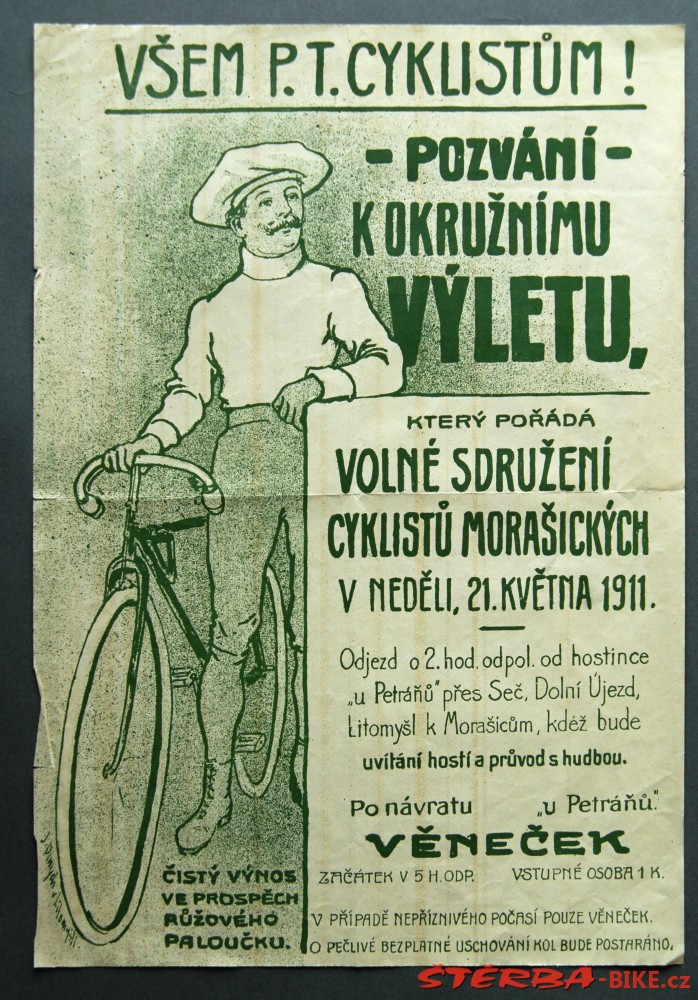 VŠEM P.T. CYKLISTŮM!
- POZVÁNÍ -
K OKRUŽNÍMU
VÝLETU,
KTERÝ POŘÁDÁ
VOLNÉ SDRUŽENÍ
CYKLISTŮ MORAŠICKÝCH
V NEDĚLI, 21. KVĚTNA 1911.
Odjezd o 2. hod. odpol. od hostince
„u Petráňů" přes Seč, Dolní Újezd,
Litomyšl k Morašicům, kdéž bude
uvítání hostí a průvod s hudbou.
Po návratu „u Petráňů."
VĚNEČEK
ZAČÁTEK V 5 H. ODP. VSTUPNÉ OSOBA 1 K.
ČISTÝ VÝNOS
VE PROSPĚCH
RŮŽOVÉHO
PALOUČKU.
V PŘÍPADĚ NEPŘÍZNIVÉHO POČASÍ POUZE VĚNEČEK.
O PEČLIVÉ BEZPLATNÉ USCHOVÁNÍ KOL BUDE POSTARÁNO.
ŠTĚRBA-BIKE.cz